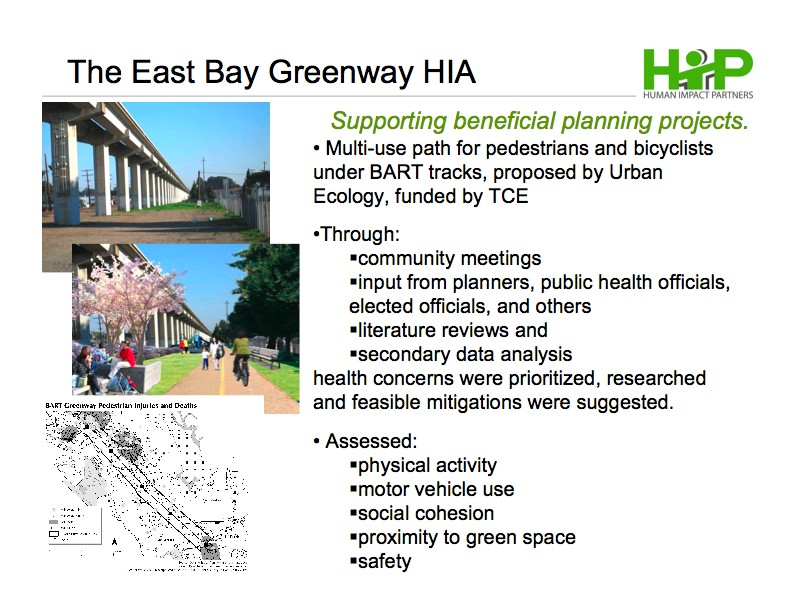 The East Bay Greenway HIA
HiP
HUMAN IMPACT PARTNERS
Supporting beneficial planning projects.
• Multi-use path for pedestrians and bicyclists
under BART tracks, proposed by Urban
Ecology, funded by TCE
•Through:
▪community meetings
▪input from planners, public health officials,
elected officials, and others
▪literature reviews and
▪secondary data analysis
health concerns were prioritized, researched
and feasible mitigations were suggested.
• Assessed:
▪physical activity
▪motor vehicle use
▪social cohesion
▪proximity to green space
▪safety
BART Greenway Pedestrian Injuries and Deaths